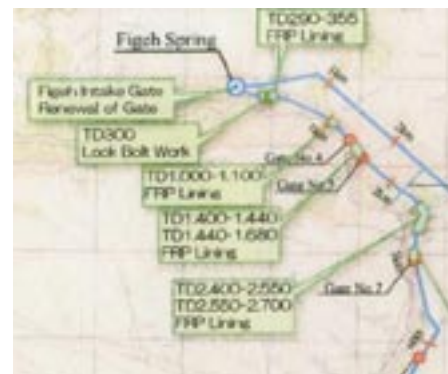 TD290-355
FRP Lining
Figeh Spring
Figeh Intake Gate
Renewal of Gate
TD300
Lock Bolt Work
TD1.000-1.100
FRP Lining
Gate No.4
Gate No.3
TD1.400-1.440
TD1.440-1.680
FRP Lining
TD2.400-2.550
TD2.550-2.700
FRP Lining
Gate No.2